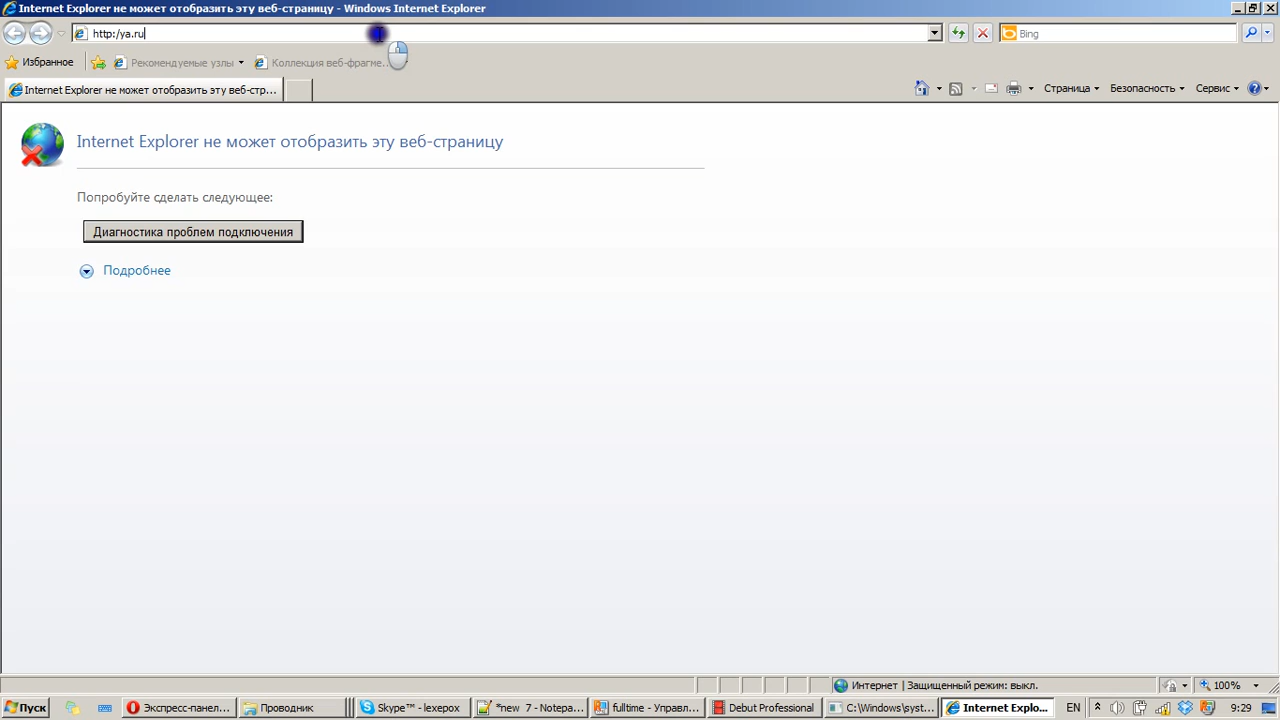 Internet Explorer не может отобразить эту веб-страницу - Windows Internet Explorer
http:/ya.ru
Bing
Избранное
Рекомендуемые узлы
Коллекция веб-фрагме...
Internet Explorer не может отобразить эту веб-стр...
Страница
Безопасность
Сервис
Internet Explorer не может отобразить эту веб-страницу
Попробуйте сделать следующее:
Диагностика проблем подключения
Подробнее
Интернет | Защищенный режим: выкл.
100%
Пуск
Экспресс-панел...
Проводник
Skype™ - lexepox
*new 7 - Notepa...
fulltime - Управл...
Debut Professional
C:\Windows\syst...
Internet Explo...
EN
9:29